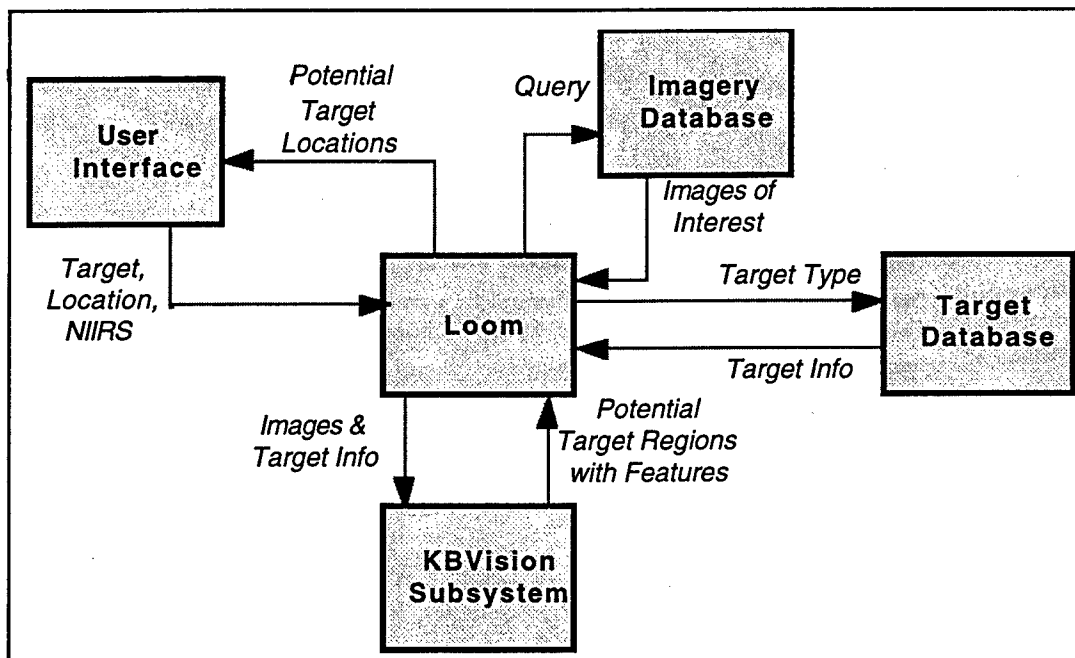 Potential
Target
Locations
User
Interface
Query
Imagery
Database
Images of
Interest
Target,
Location,
NIIRS
Loom
Target Type
Target
Database
Target Info
Images &
Target Info
Potential
Target Regions
with Features
KBVision
Subsystem